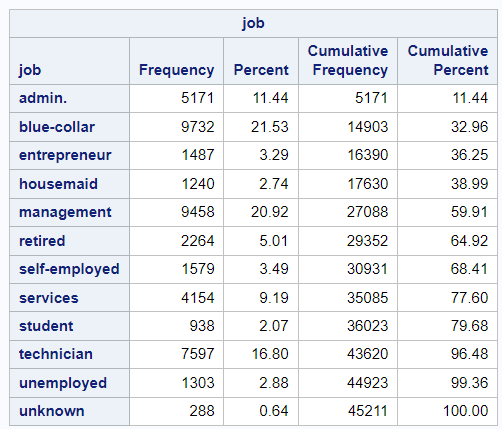 job
job Frequency Percent Cumulative Frequency Cumulative Percent
admin. 5171 11.44 5171 11.44
blue-collar 9732 21.53 14903 32.96
entrepreneur 1487 3.29 16390 36.25
housemaid 1240 2.74 17630 38.99
management 9458 20.92 27088 59.91
retired 2264 5.01 29352 64.92
self-employed 1579 3.49 30931 68.41
services 4154 9.19 35085 77.60
student 938 2.07 36023 79.68
technician 7597 16.80 43620 96.48
unemployed 1303 2.88 44923 99.36
unknown 288 0.64 45211 100.00